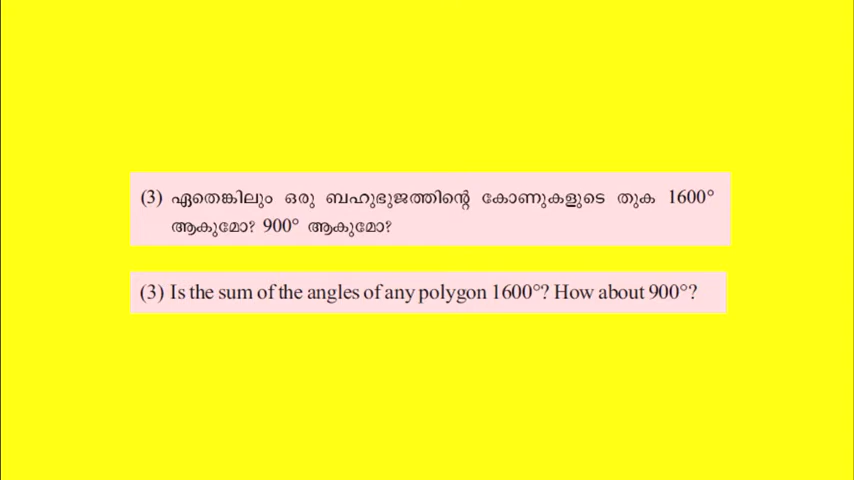 (3) ഏതെങ്കിലും ഒരു ബഹുഭുജത്തിന്റെ കോണുകളുടെ തുക 1600°
ആകുമോ? 900° ആകുമോ?
(3) Is the sum of the angles of any polygon 1600°? How about 900°?